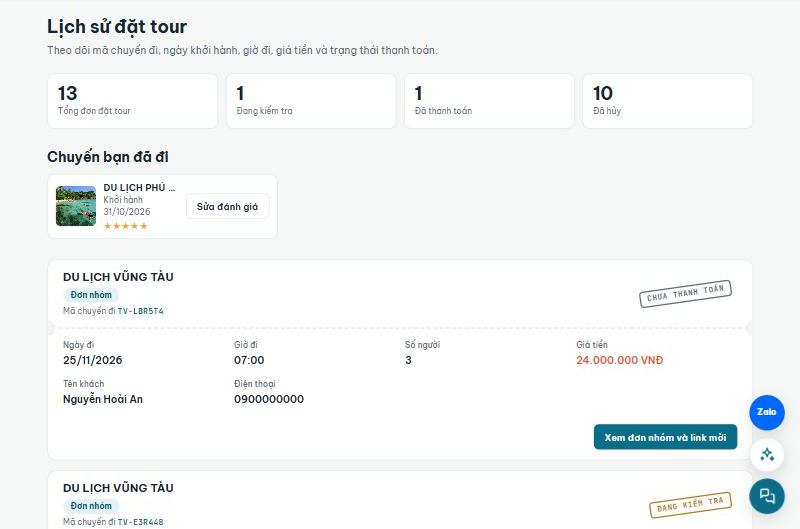 Lịch sử đặt tour
Theo dõi mã chuyến đi, ngày khởi hành, giờ đi, giá tiền và trạng thái thanh toán.
13
Tổng đơn đặt tour
1
Đang kiểm tra
1
Đã thanh toán
10
Đã hủy
Chuyến bạn đã đi
DU LỊCH PHÚ ...
Khởi hành
31/10/2026
★★★★★
Sửa đánh giá
DU LỊCH VŨNG TÀU
Đơn nhóm
Mã chuyến đi TV-LBR5T4
CHƯA THANH TOÁN
Ngày đi
25/11/2026
Giờ đi
07:00
Số người
3
Giá tiền
24.000.000 VNĐ
Tên khách
Nguyễn Hoài An
Điện thoại
0900000000
Xem đơn nhóm và link mời
Zalo
DU LỊCH VŨNG TÀU
Đơn nhóm
Mã chuyến đi TV-E3R448
ĐANG KIỂM TRA